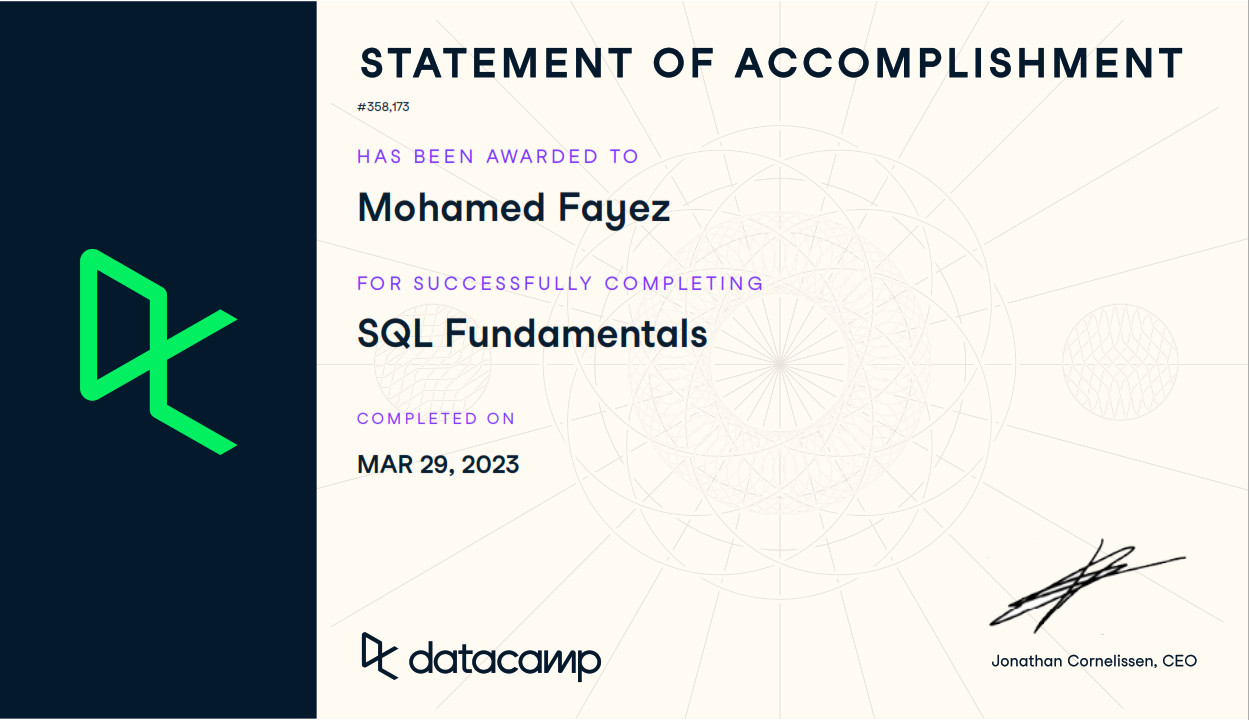 STATEMENT OF ACCOMPLISHMENT
#358,173
HAS BEEN AWARDED TO
Mohamed Fayez
FOR SUCCESSFULLY COMPLETING
SQL Fundamentals
COMPLETED ON
MAR 29, 2023
datacamp
Jonathan Cornelissen, CEO